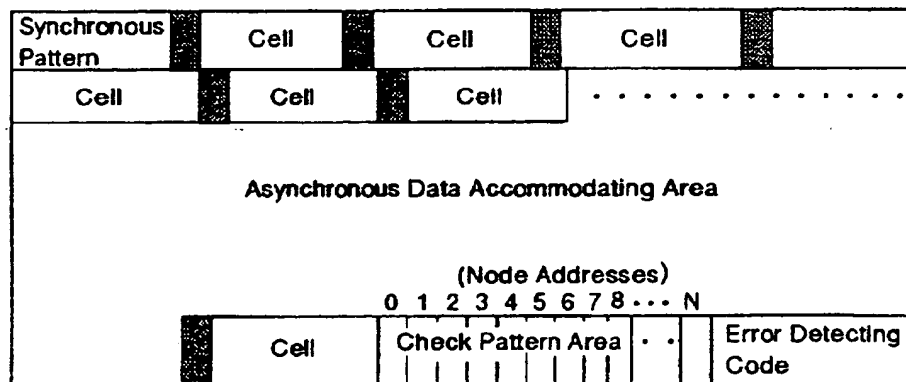 Synchronous Pattern Cell Cell Cell
Cell Cell Cell . . . . . . . . . . . .
Asynchronous Data Accommodating Area
(Node Addresses)
0 1 2 3 4 5 6 7 8 ... N
Cell Check Pattern Area . . Error Detecting Code